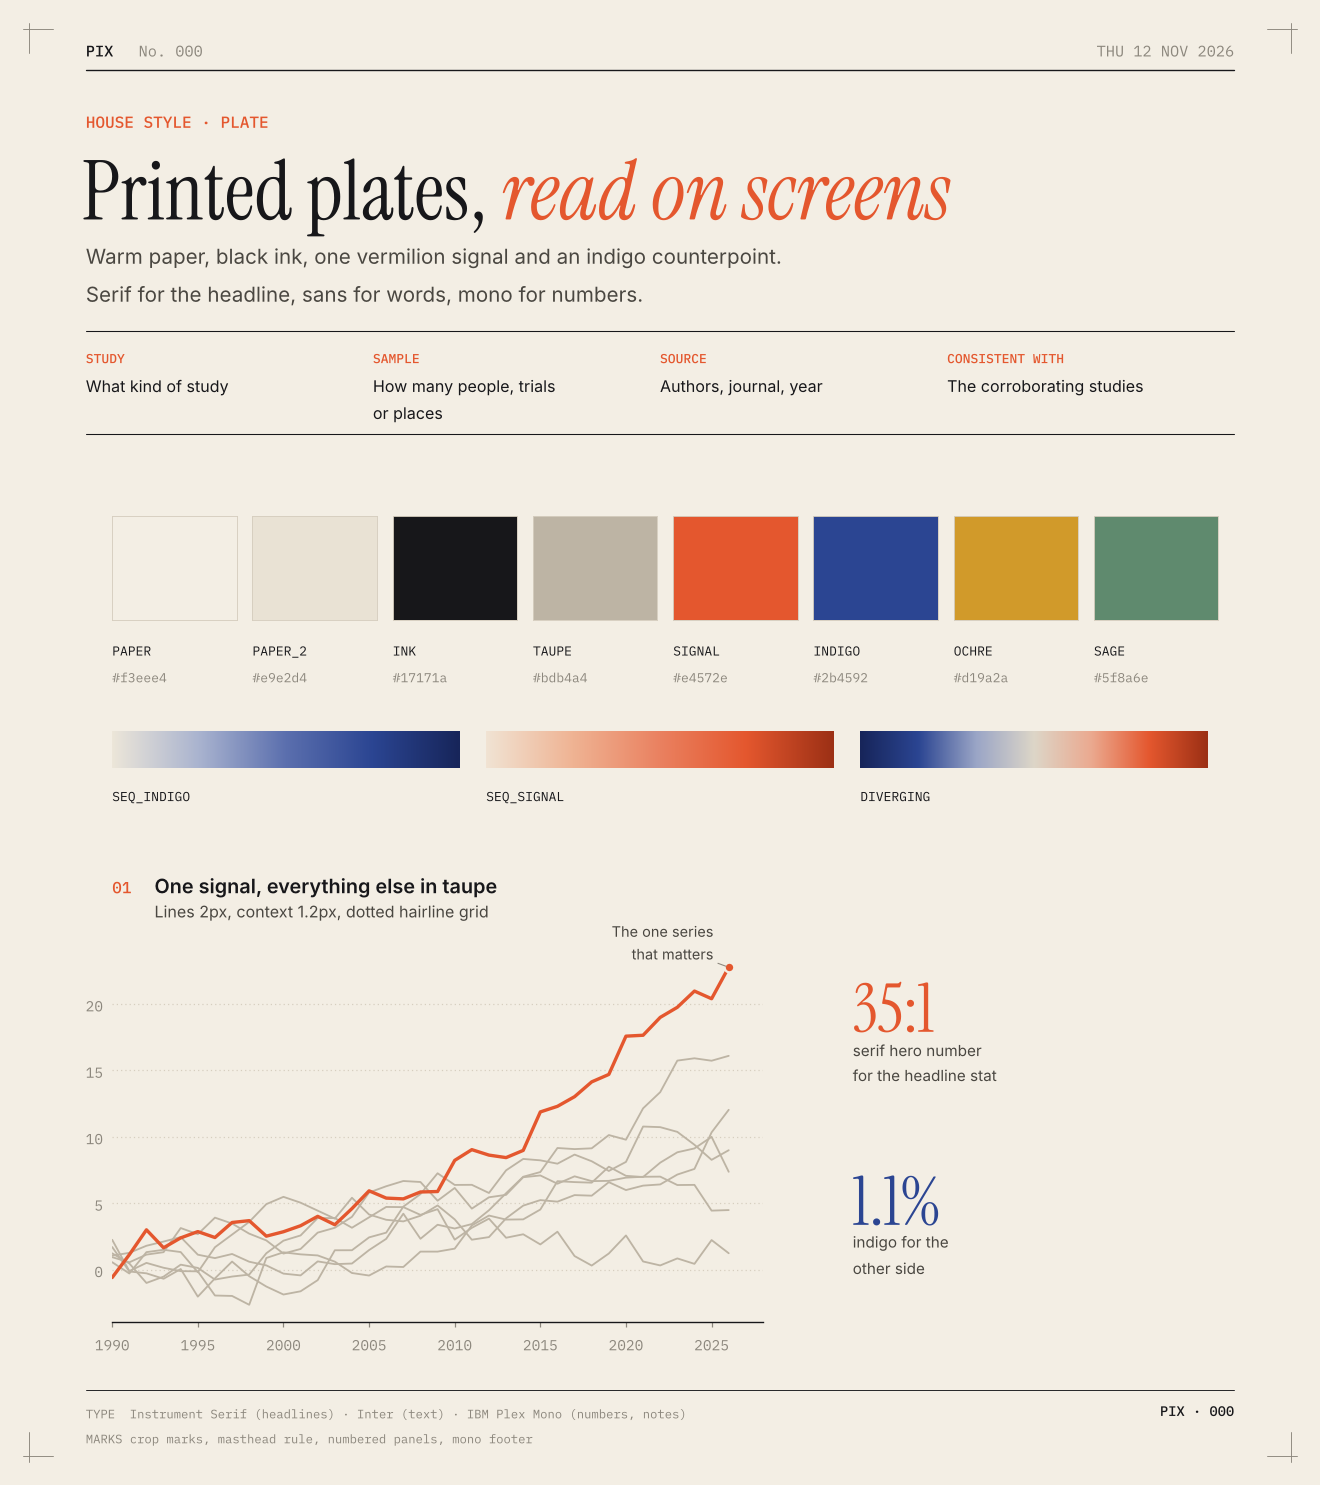 PIX No. 000
THU 12 NOV 2026
HOUSE STYLE · PLATE
Printed plates, read on screens
Warm paper, black ink, one vermilion signal and an indigo counterpoint.
Serif for the headline, sans for words, mono for numbers.
STUDY
What kind of study
SAMPLE
How many people, trials
or places
SOURCE
Authors, journal, year
CONSISTENT WITH
The corroborating studies
PAPER
#f3eee4
PAPER_2
#e9e2d4
INK
#17171a
TAUPE
#bdb4a4
SIGNAL
#e4572e
INDIGO
#2b4592
OCHRE
#d19a2a
SAGE
#5f8a6e
SEQ_INDIGO
SEQ_SIGNAL
DIVERGING
01 One signal, everything else in taupe
Lines 2px, context 1.2px, dotted hairline grid
The one series
that matters
20
15
10
5
0
1990 1995 2000 2005 2010 2015 2020 2025
35:1
serif hero number
for the headline stat
1.1%
indigo for the
other side
TYPE Instrument Serif (headlines) · Inter (text) · IBM Plex Mono (numbers, notes)
MARKS crop marks, masthead rule, numbered panels, mono footer
PIX · 000